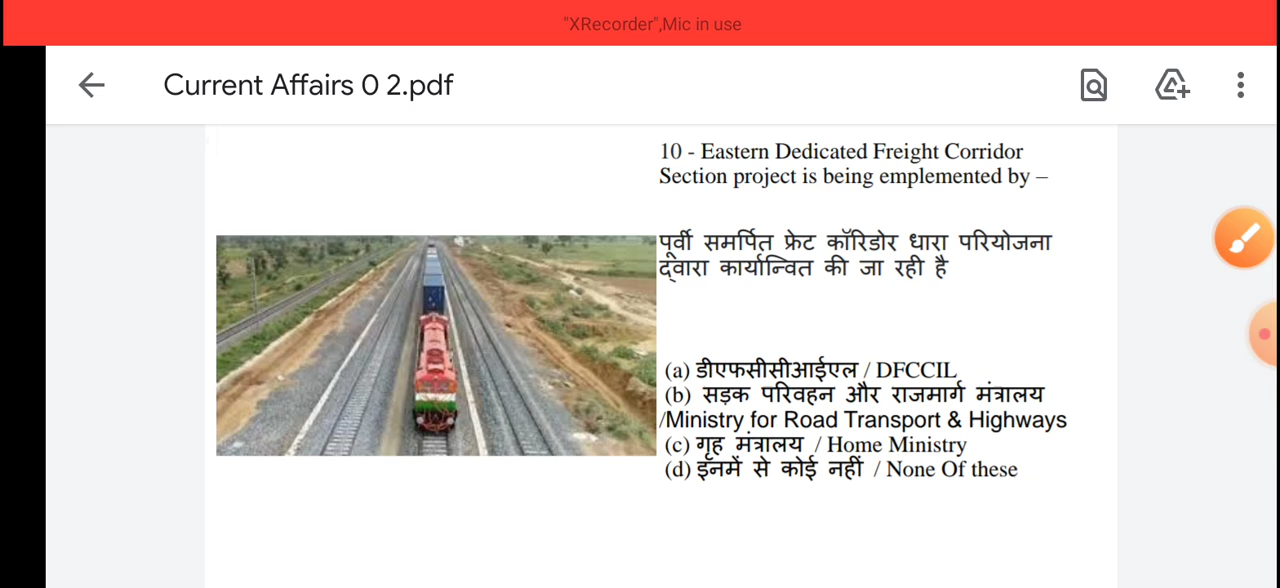 "XRecorder",Mic in use
Current Affairs 0 2.pdf
10 - Eastern Dedicated Freight Corridor
Section project is being emplemented by –
पूर्वी समर्पित फ्रेट कॉरिडोर धारा परियोजना
द्वारा कार्यान्वित की जा रही है
(a) डीएफसीसीआईएल / DFCCIL
(b) सड़क परिवहन और राजमार्ग मंत्रालय
/Ministry for Road Transport & Highways
(c) गृह मंत्रालय / Home Ministry
(d) इनमें से कोई नहीं / None Of these